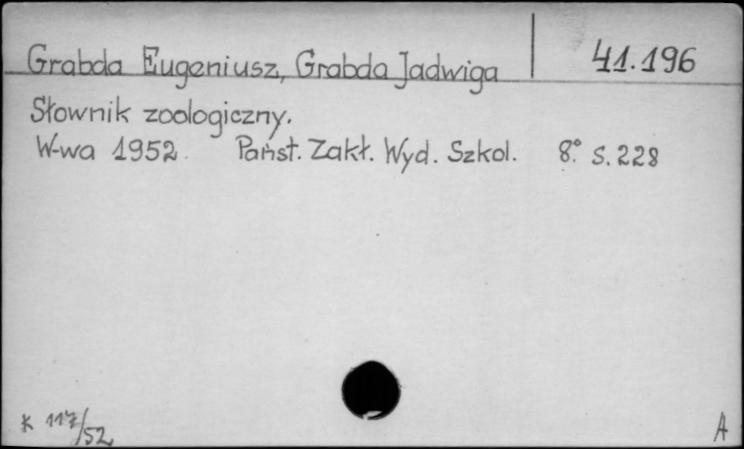 Grabda Eugeniusz, Grabda Jadwiga 41.196
Słownik zoologiczny.
W-wa 1952. Państ. Zakł. Wyd. Szkol. 8° s. 228
K 117/52
A